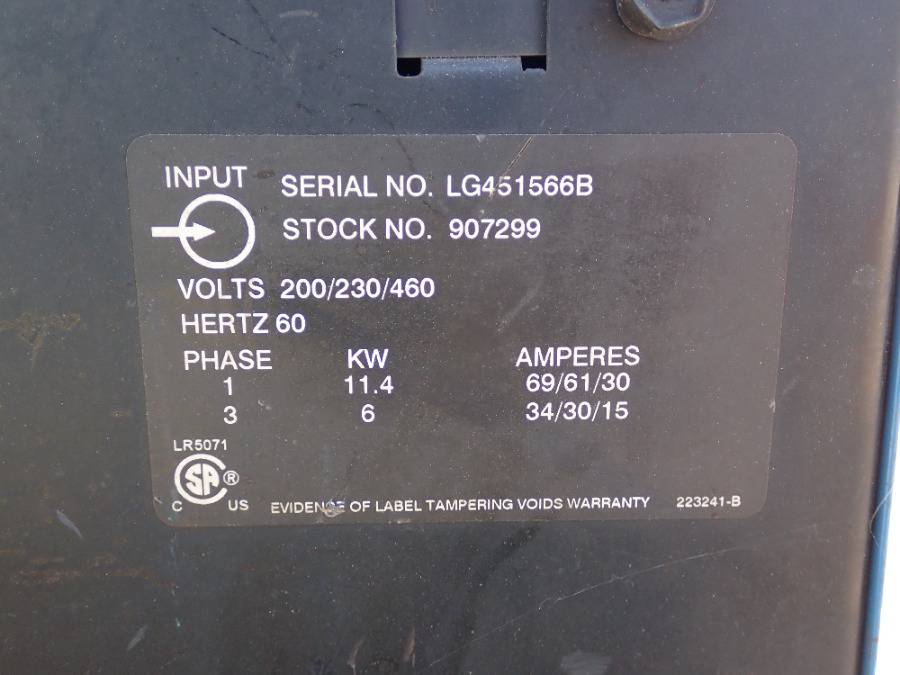 INPUT
SERIAL NO. LG451566B
STOCK NO. 907299
VOLTS 200/230/460
HERTZ 60
PHASE KW AMPERES
1 11.4 69/61/30
3 6 34/30/15
LR5071
SA ®
C US
EVIDENCE OF LABEL TAMPERING VOIDS WARRANTY 223241-B